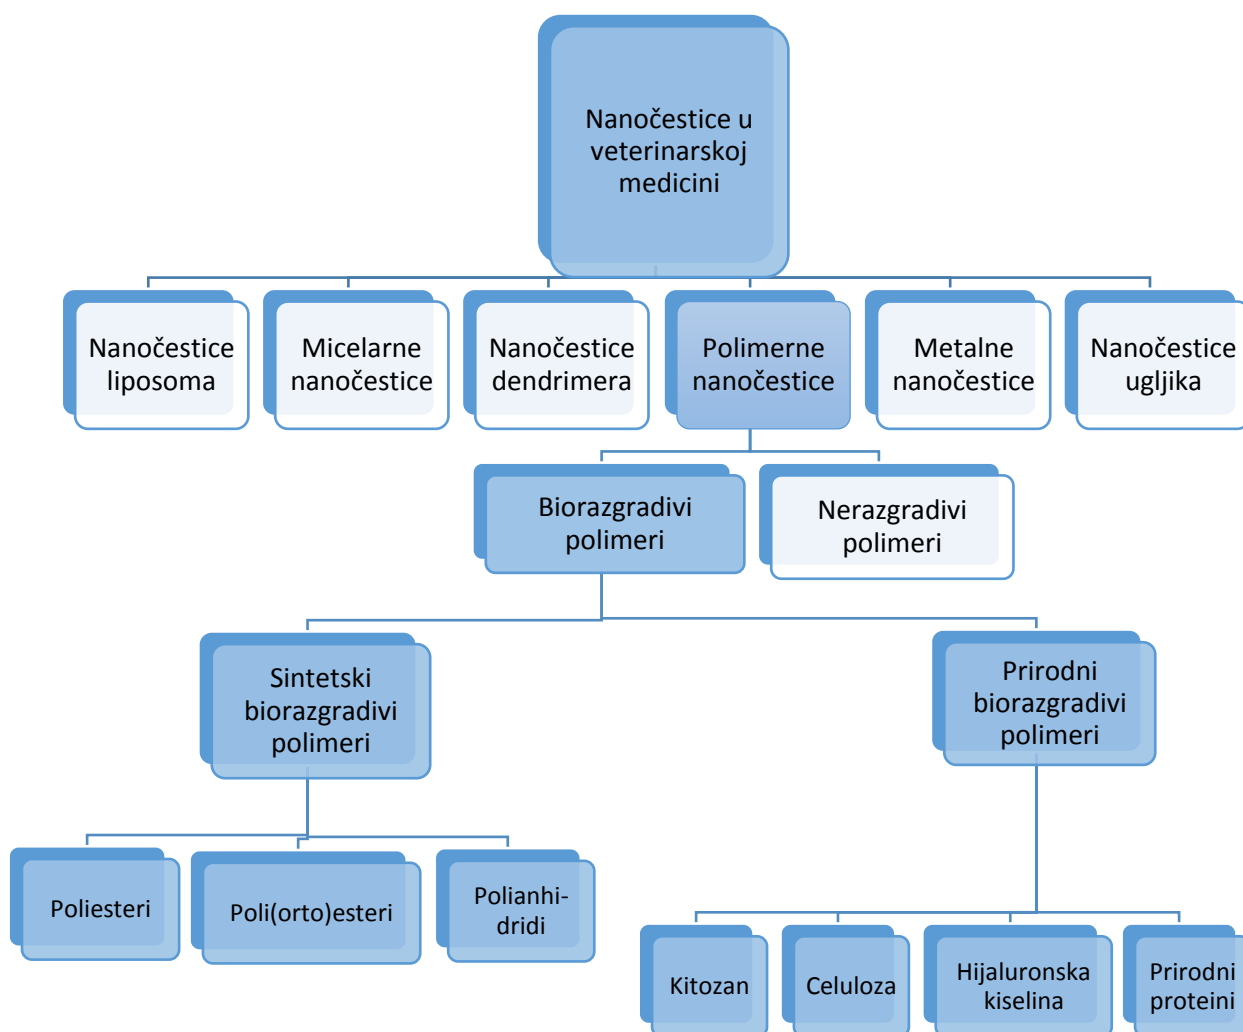 Nanočestice u
veterinarskoj
medicini
Nanočestice
liposoma
Micelarne
nanočestice
Nanočestice
dendrimera
Polimerne
nanočestice
Metalne
nanočestice
Nanočestice
ugljika
Biorazgradivi
polimeri
Nerazgradivi
polimeri
Sintetski
biorazgradivi
polimeri
Prirodni
biorazgradivi
polimeri
Poliesteri
Poli(orto)esteri
Polianhi-
dridi
Kitozan
Celuloza
Hijaluronska
kiselina
Prirodni
proteini